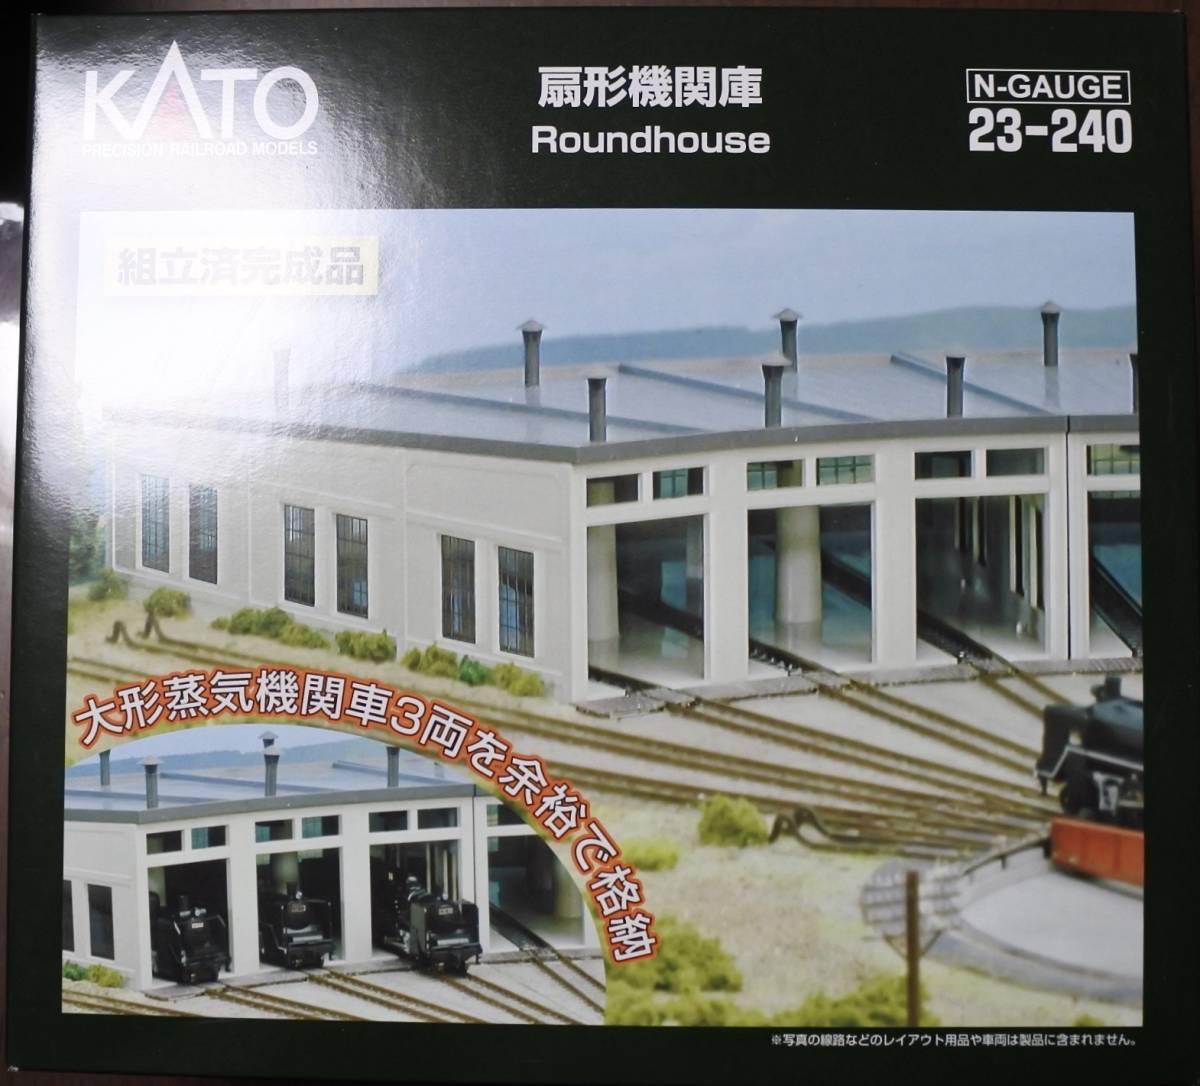 KATO
PRECISION RAILROAD MODELS
扇形機関庫
Roundhouse
N-GAUGE
23-240
組立済完成品
大形蒸気機関車3両を余裕で格納
※写真の線路などのレイアウト用品や車両は製品に含まれません。